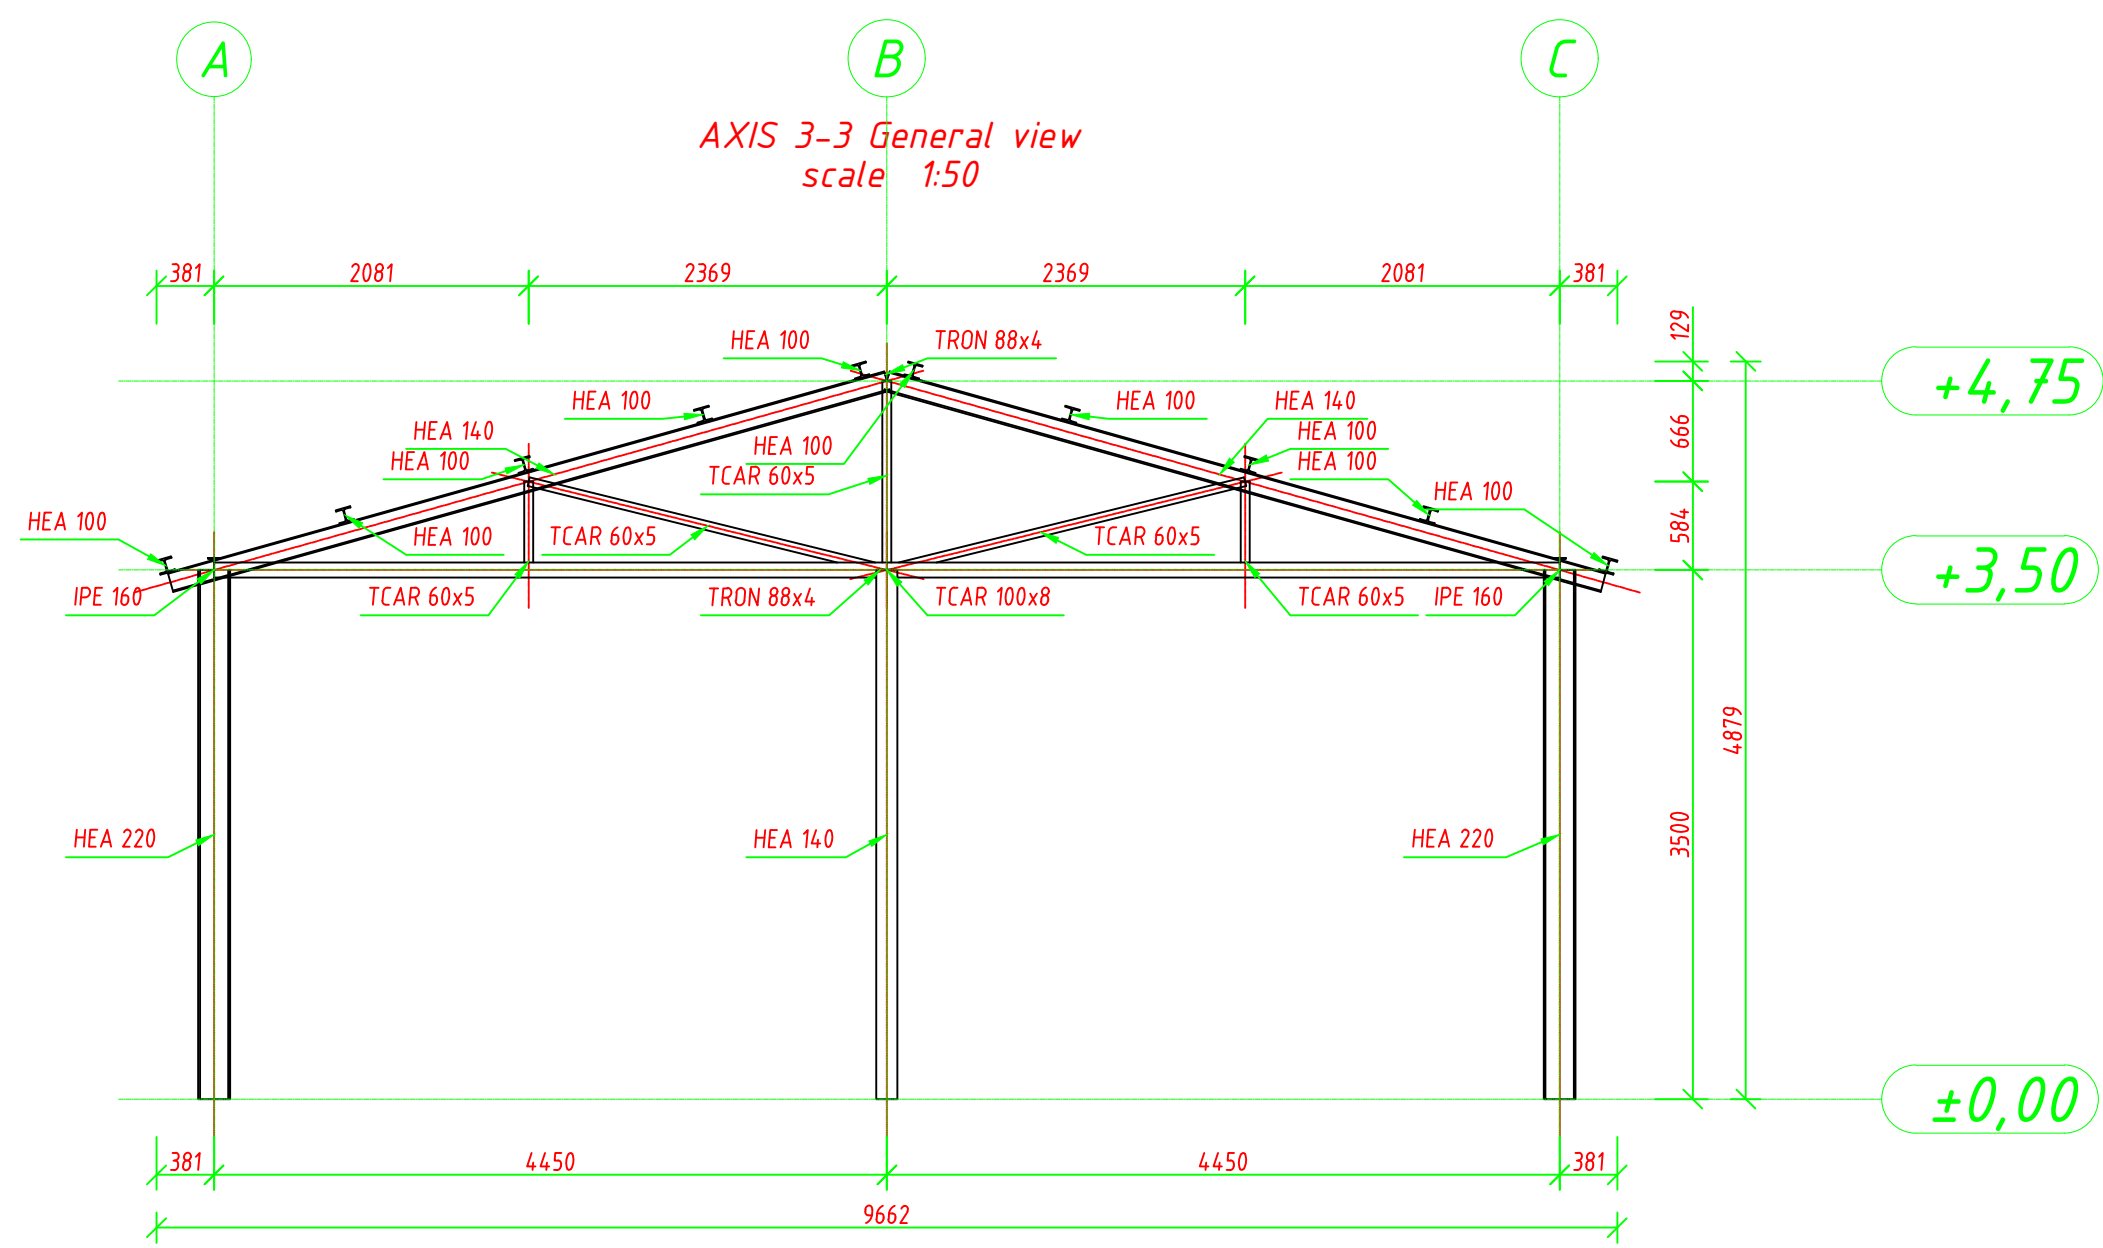 A
B
C
AXIS 3-3 General view
scale 1:50
381
2081
2369
2369
2081
381
129
HEA 100
TRON 88x4
+4,75
HEA 100
HEA 100
HEA 140
HEA 140
HEA 100
HEA 100
666
HEA 100
HEA 100
TCAR 60x5
HEA 100
HEA 100
HEA 100
TCAR 60x5
TCAR 60x5
584
+3,50
IPE 160
TCAR 60x5
TRON 88x4
TCAR 100x8
TCAR 60x5
IPE 160
4879
HEA 220
HEA 140
HEA 220
3500
±0,00
381
4450
4450
381
9662